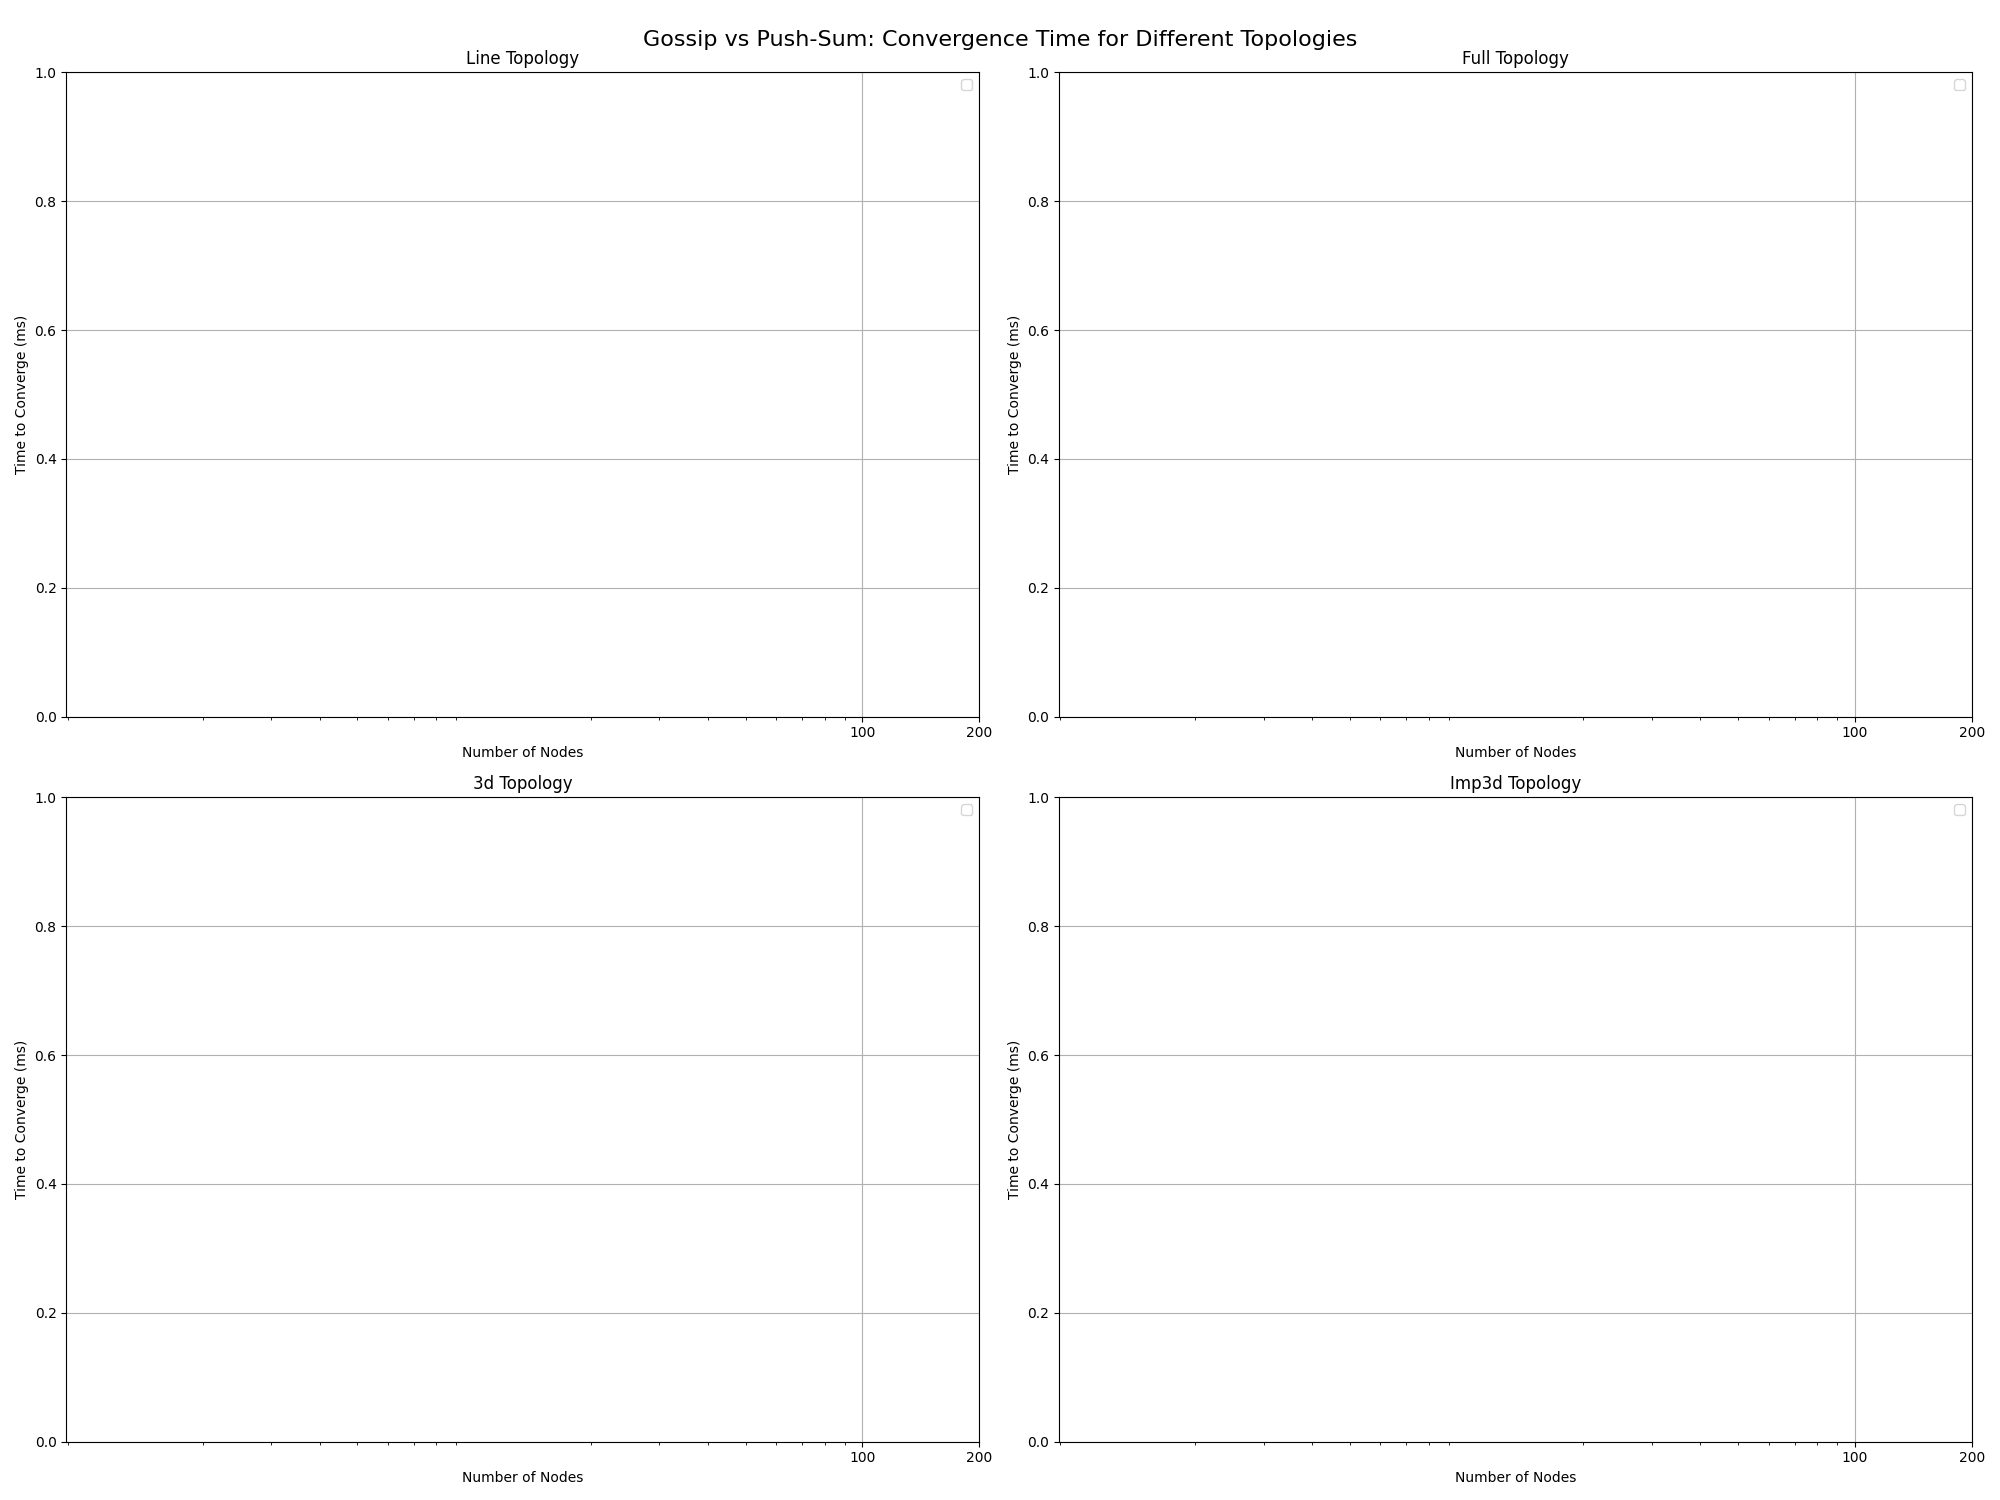 Gossip vs Push-Sum: Convergence Time for Different Topologies
Line Topology
1.0
0.8
0.6
0.4
0.2
0.0
Time to Converge (ms)
100
200
Number of Nodes
Full Topology
1.0
0.8
0.6
0.4
0.2
0.0
Time to Converge (ms)
100
200
Number of Nodes
3d Topology
1.0
0.8
0.6
0.4
0.2
0.0
Time to Converge (ms)
100
200
Number of Nodes
Imp3d Topology
1.0
0.8
0.6
0.4
0.2
0.0
Time to Converge (ms)
100
200
Number of Nodes